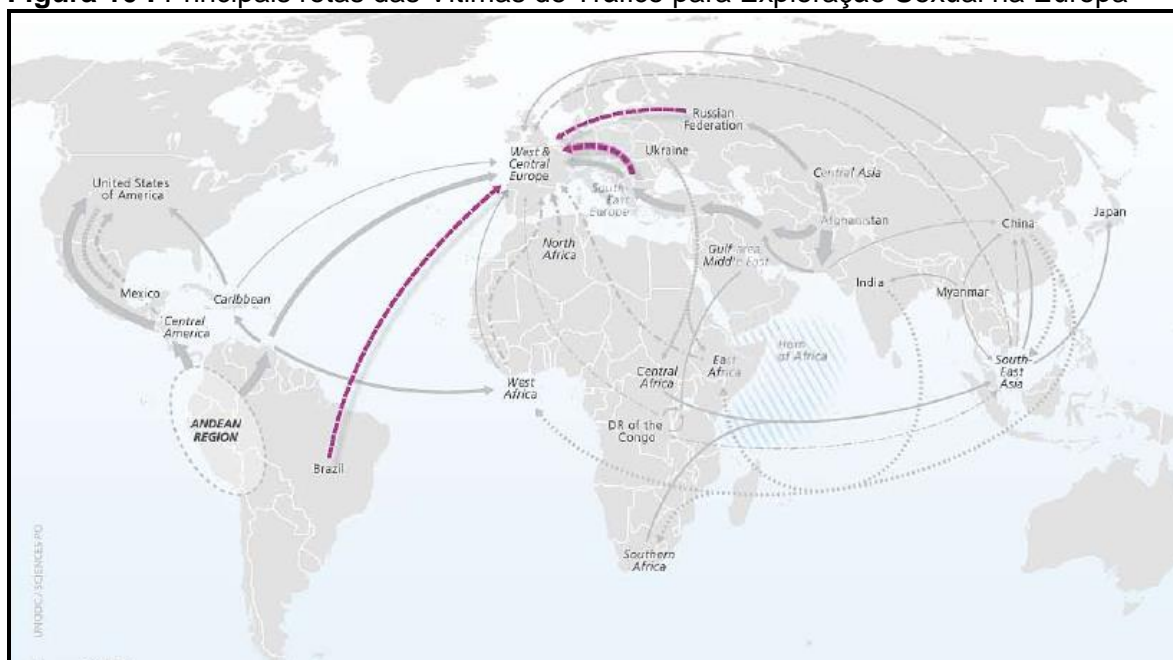 Figura 10 : Principais rotas das Vítimas do Tráfico para Exploração Sexual na Europa
Russian
Federation
West &
Central
Europe
Ukraine
United States
of America
South-
East
Europe
Central Asia
Afghanistan
China
Japan
North
Africa
Gulf area,
Middle East
Mexico
Caribbean
India
Myanmar
Central
America
Horn
of Africa
West
Africa
Central
Africa
East
Africa
South-
East
Asia
ANDEAN
REGION
DR of the
Congo
Brazil
Southern
Africa
UNODC / SCIENCES PO